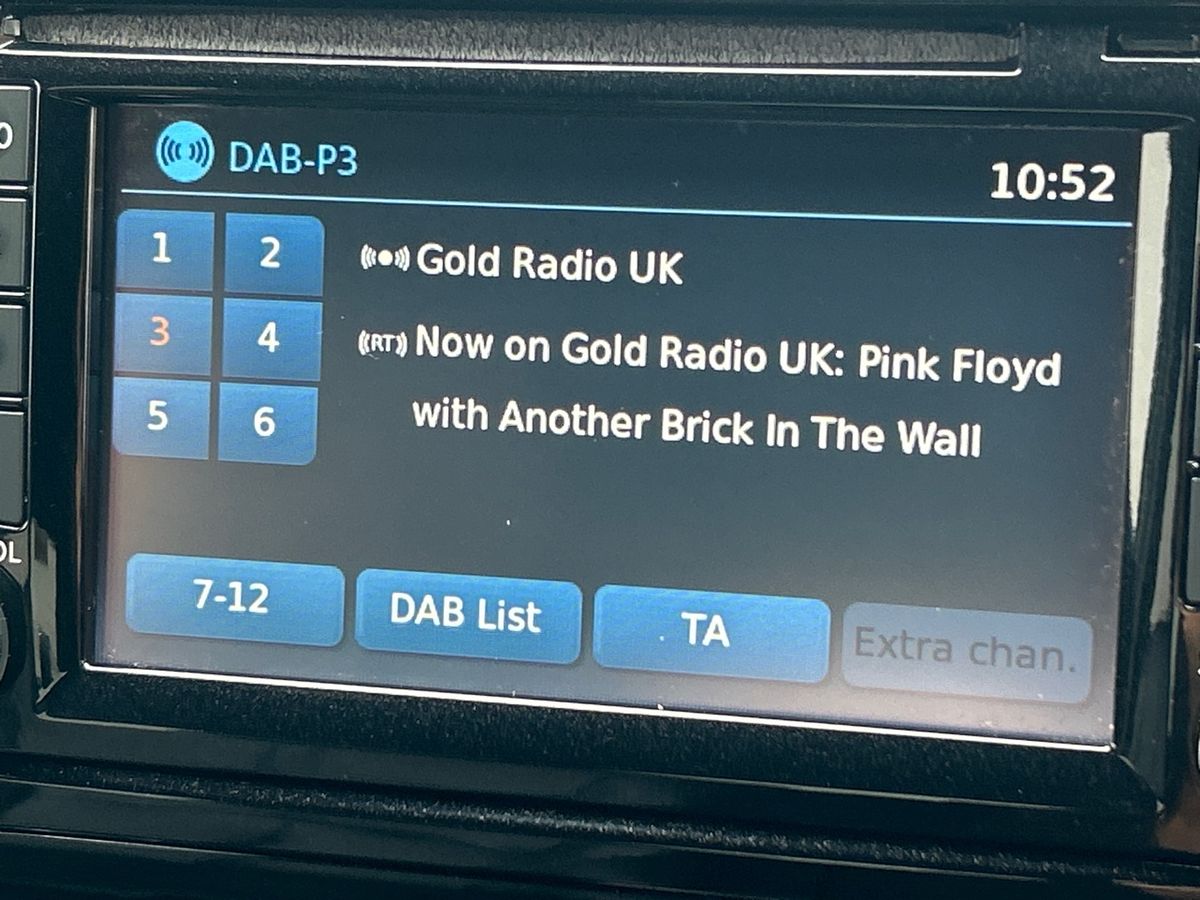 DAB-P3
10:52
1 2
Gold Radio UK
3 4
RT Now on Gold Radio UK: Pink Floyd
with Another Brick In The Wall
5 6
7-12 DAB List TA Extra chan.